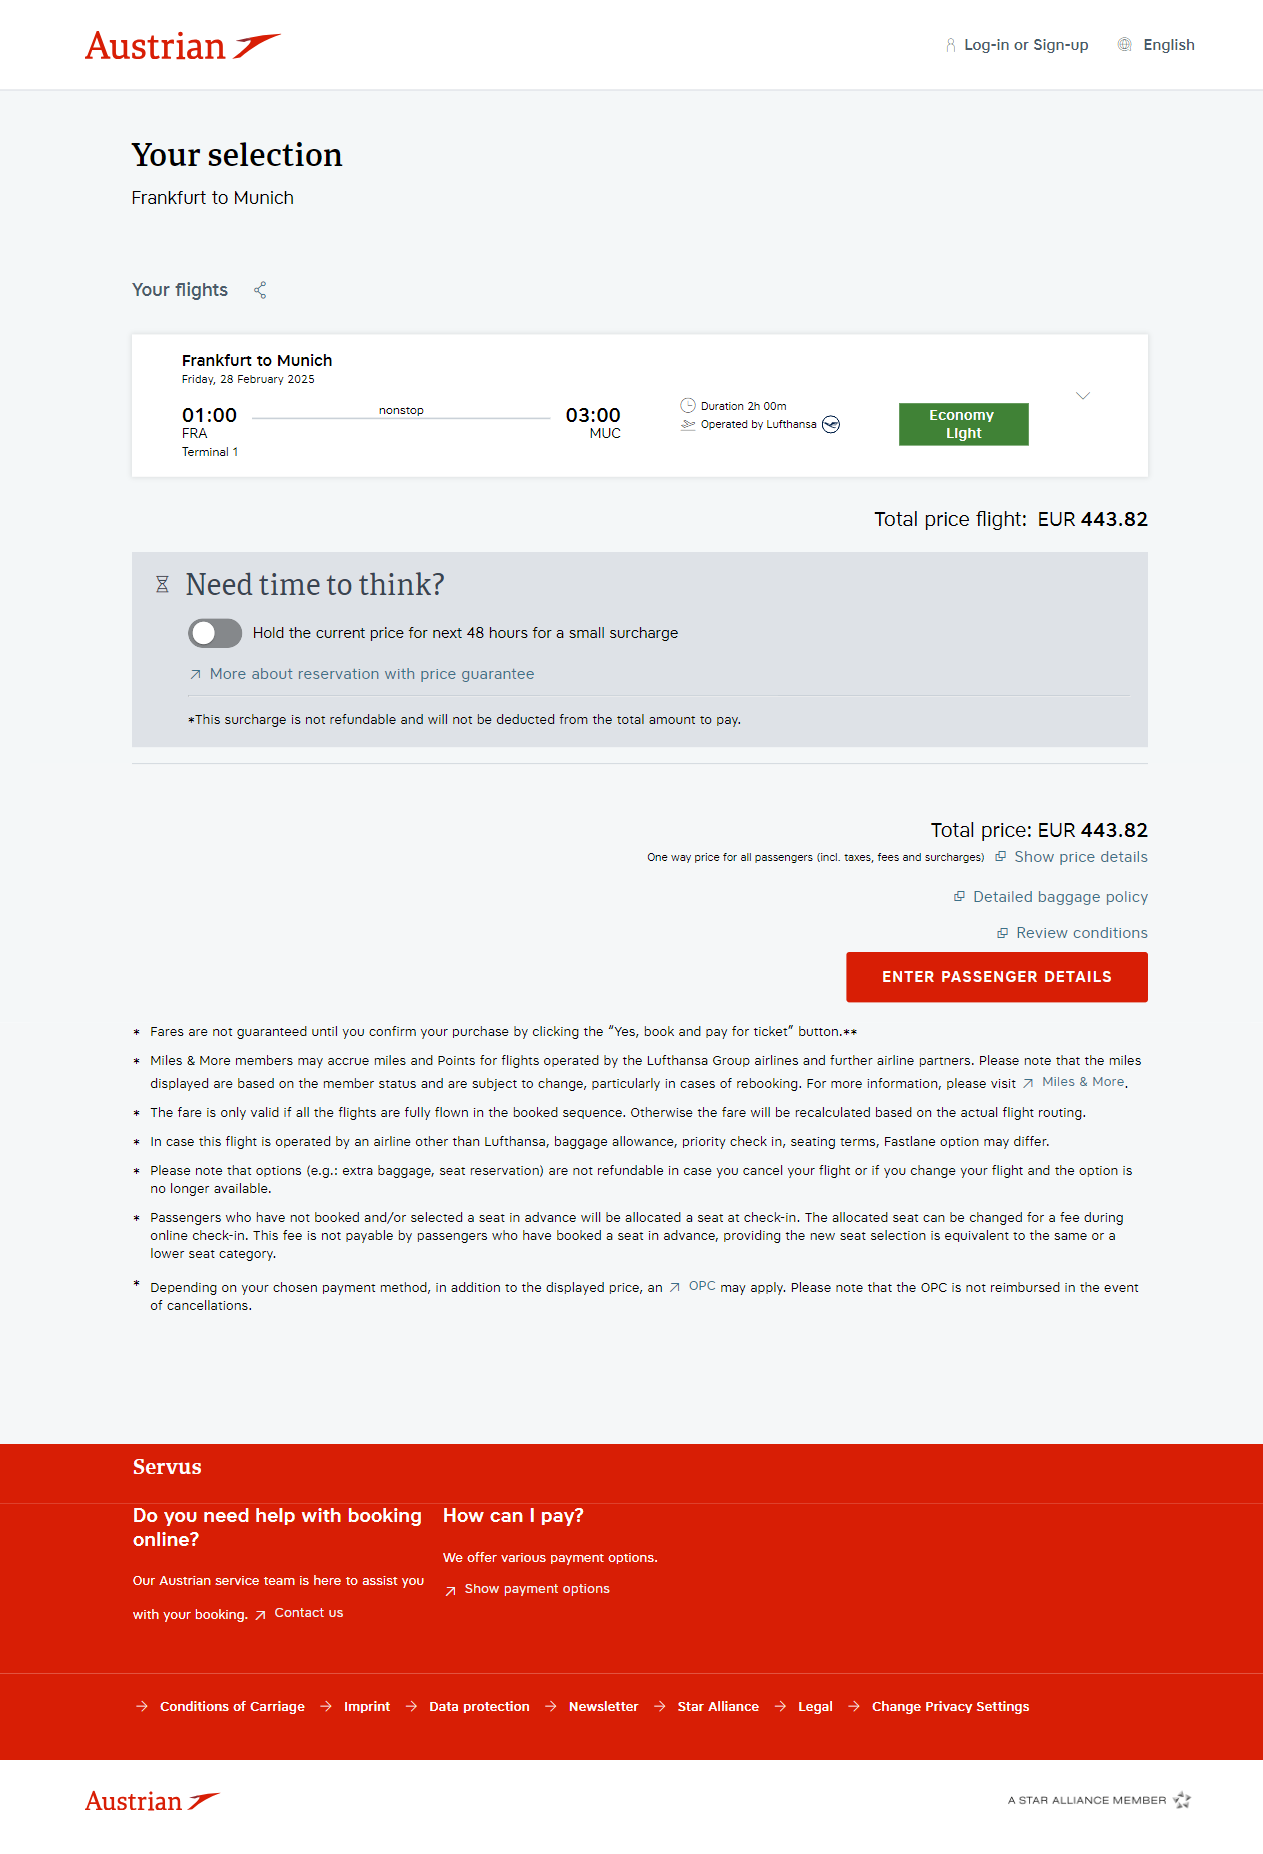 Austrian
Log-in or Sign-up
English
Your selection
Frankfurt to Munich
Your flights
Frankfurt to Munich
Friday, 28 February 2025
01:00
nonstop
03:00
FRA
MUC
Terminal 1
Duration 2h 00m
Operated by Lufthansa
Economy
Light
Total price flight: EUR 443.82
Need time to think?
Hold the current price for next 48 hours for a small surcharge
More about reservation with price guarantee
*This surcharge is not refundable and will not be deducted from the total amount to pay.
Total price: EUR 443.82
One way price for all passengers (incl. taxes, fees and surcharges) Show price details
Detailed baggage policy
Review conditions
ENTER PASSENGER DETAILS
* Fares are not guaranteed until you confirm your purchase by clicking the “Yes, book and pay for ticket” button.**
* Miles & More members may accrue miles and Points for flights operated by the Lufthansa Group airlines and further airline partners. Please note that the miles
displayed are based on the member status and are subject to change, particularly in cases of rebooking. For more information, please visit Miles & More.
* The fare is only valid if all the flights are fully flown in the booked sequence. Otherwise the fare will be recalculated based on the actual flight routing.
* In case this flight is operated by an airline other than Lufthansa, baggage allowance, priority check in, seating terms, Fastlane option may differ.
* Please note that options (e.g.: extra baggage, seat reservation) are not refundable in case you cancel your flight or if you change your flight and the option is
no longer available.
* Passengers who have not booked and/or selected a seat in advance will be allocated a seat at check-in. The allocated seat can be changed for a fee during
online check-in. This fee is not payable by passengers who have booked a seat in advance, providing the new seat selection is equivalent to the same or a
lower seat category.
* Depending on your chosen payment method, in addition to the displayed price, an OPC may apply. Please note that the OPC is not reimbursed in the event
of cancellations.
Servus
Do you need help with booking
online?
Our Austrian service team is here to assist you
with your booking. Contact us
How can I pay?
We offer various payment options.
Show payment options
Conditions of Carriage Imprint Data protection Newsletter Star Alliance Legal Change Privacy Settings
Austrian
A STAR ALLIANCE MEMBER